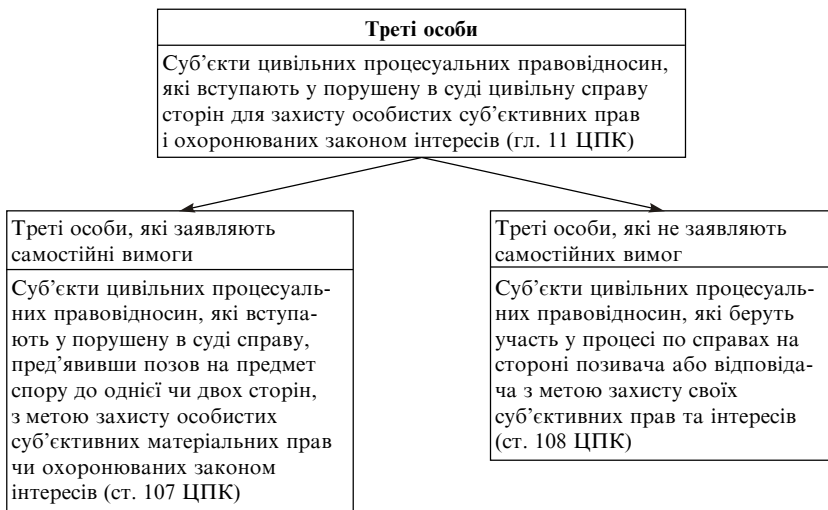 Треті особи
Суб’єкти цивільних процесуальних правовідносин,
які вступають у порушену в суді цивільну справу
сторін для захисту особистих суб’єктивних прав
і охоронюваних законом інтересів (гл. 11 ЦПК)
Треті особи, які заявляють
самостійні вимоги
Суб’єкти цивільних процесуаль-
них правовідносин, які вступа-
ють у порушену в суді справу,
пред’явивши позов на предмет
спору до однієї чи двох сторін,
з метою захисту особистих
суб’єктивних матеріальних прав
чи охоронюваних законом
інтересів (ст. 107 ЦПК)
Треті особи, які не заявляють
самостійних вимог
Суб’єкти цивільних процесуаль-
них правовідносин, які беруть
участь у процесі по справах на
стороні позивача або відповіда-
ча з метою захисту своїх
суб’єктивних прав та інтересів
(ст. 108 ЦПК)